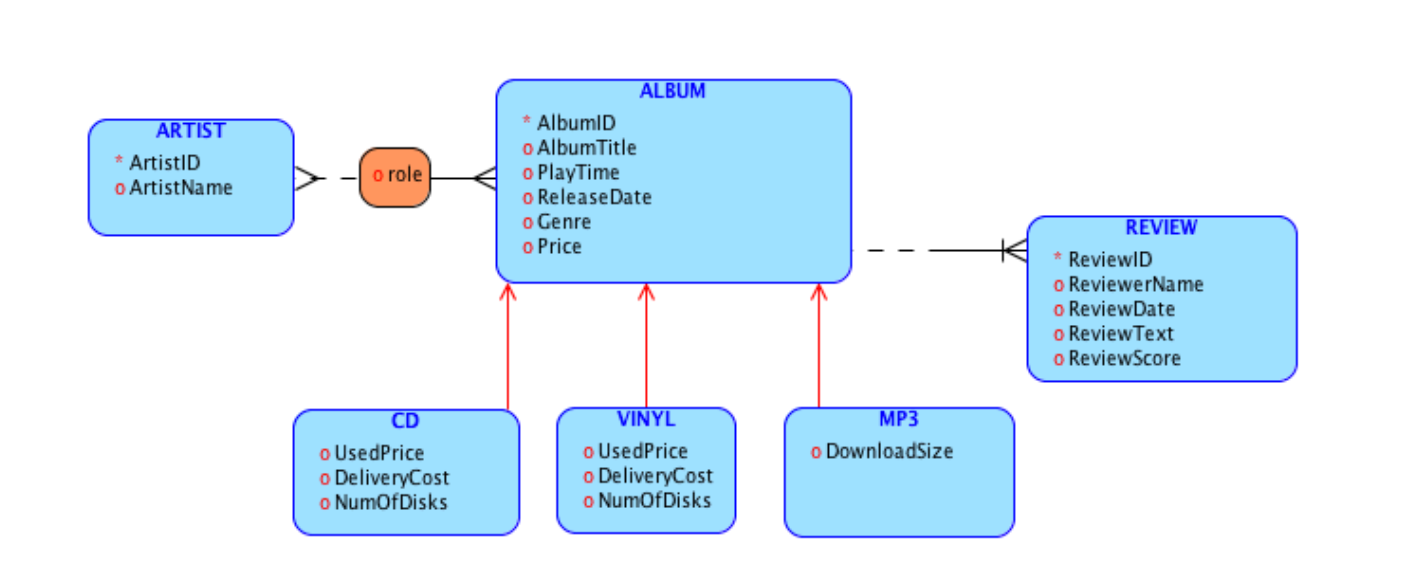 ARTIST
* ArtistID
o ArtistName
o role
ALBUM
* AlbumID
o AlbumTitle
o PlayTime
o ReleaseDate
o Genre
o Price
REVIEW
* ReviewID
o ReviewerName
o ReviewDate
o ReviewText
o ReviewScore
CD
o UsedPrice
o DeliveryCost
o NumOfDisks
VINYL
o UsedPrice
o DeliveryCost
o NumOfDisks
MP3
o DownloadSize